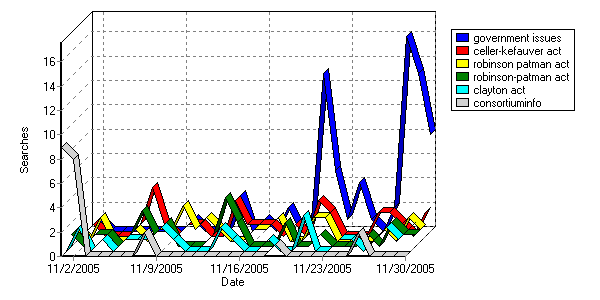 government issues
celler-kefauver act
robinson patman act
robinson-patman act
clayton act
consortiuminfo
16
14
12
10
8
6
4
2
0
Searches
11/2/2005 11/9/2005 11/16/2005 11/23/2005 11/30/2005
Date